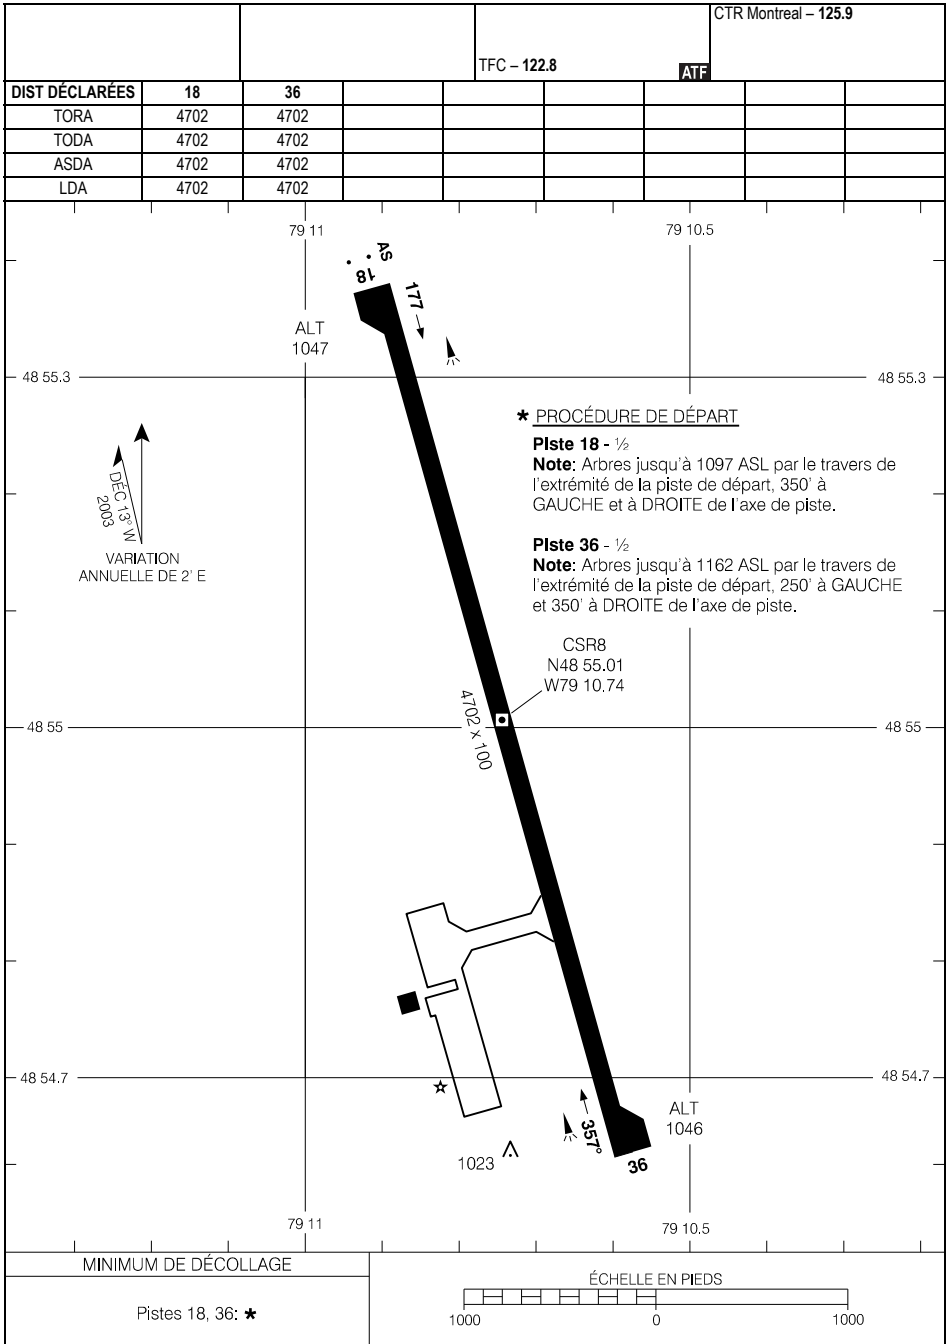 CTR Montreal – 125.9
TFC – 122.8
ATF
DIST DÉCLARÉES 18 36
TORA 4702 4702
TODA 4702 4702
ASDA 4702 4702
LDA 4702 4702
79 11 79 10.5
AS
18
177
ALT
1047
48 55.3 48 55.3
* PROCÉDURE DE DÉPART
Piste 18 - ½
Note: Arbres jusqu'à 1097 ASL par le travers de
l'extrémité de la piste de départ, 350' à
GAUCHE et à DROITE de l'axe de piste.
Piste 36 - ½
Note: Arbres jusqu'à 1162 ASL par le travers de
l'extrémité de la piste de départ, 250' à GAUCHE
et 350' à DROITE de l'axe de piste.
DÉC 13° W
2003
VARIATION
ANNUELLE DE 2' E
CSR8
N48 55.01
W79 10.74
4702 x 100
48 55 48 55
48 54.7 48 54.7
ALT
1046
357°
36
1023
79 11 79 10.5
MINIMUM DE DÉCOLLAGE
Pistes 18, 36: *
ÉCHELLE EN PIEDS
1000 0 1000